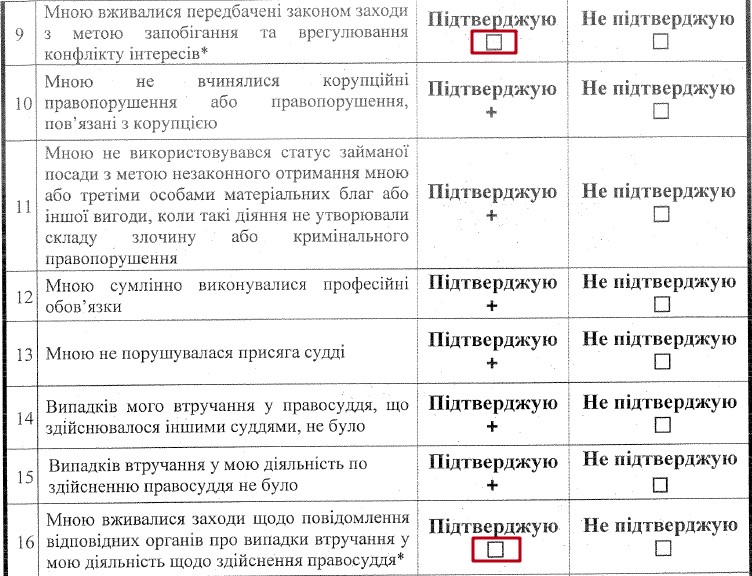 9
Мною вживалися передбачені законом заходи
з метою запобігання та врегулювання
конфлікту інтересів*
Підтверджую
☐
Не підтверджую
☐
10
Мною не вчинялися корупційні
правопорушення або правопорушення,
пов’язані з корупцією
Підтверджую
+
Не підтверджую
☐
11
Мною не використовувався статус займаної
посади з метою незаконного отримання мною
або третіми особами матеріальних благ або
іншої вигоди, коли такі діяння не утворювали
складу злочину або кримінального
правопорушення
Підтверджую
+
Не підтверджую
☐
12
Мною сумлінно виконувалися професійні
обов’язки
Підтверджую
+
Не підтверджую
☐
13
Мною не порушувалася присяга судді
Підтверджую
+
Не підтверджую
☐
14
Випадків мого втручання у правосуддя, що
здійснювалося іншими суддями, не було
Підтверджую
+
Не підтверджую
☐
15
Випадків втручання у мою діяльність по
здійсненню правосуддя не було
Підтверджую
+
Не підтверджую
☐
16
Мною вживалися заходи щодо повідомлення
відповідних органів про випадки втручання у
мою діяльність щодо здійснення правосуддя*
Підтверджую
☐
Не підтверджую
☐